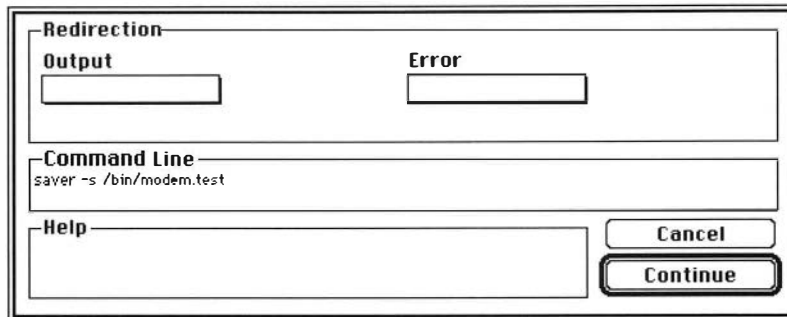 Redirection
Output
Error
Command Line
saver -s /bin/modem.test
Help
Cancel
Continue